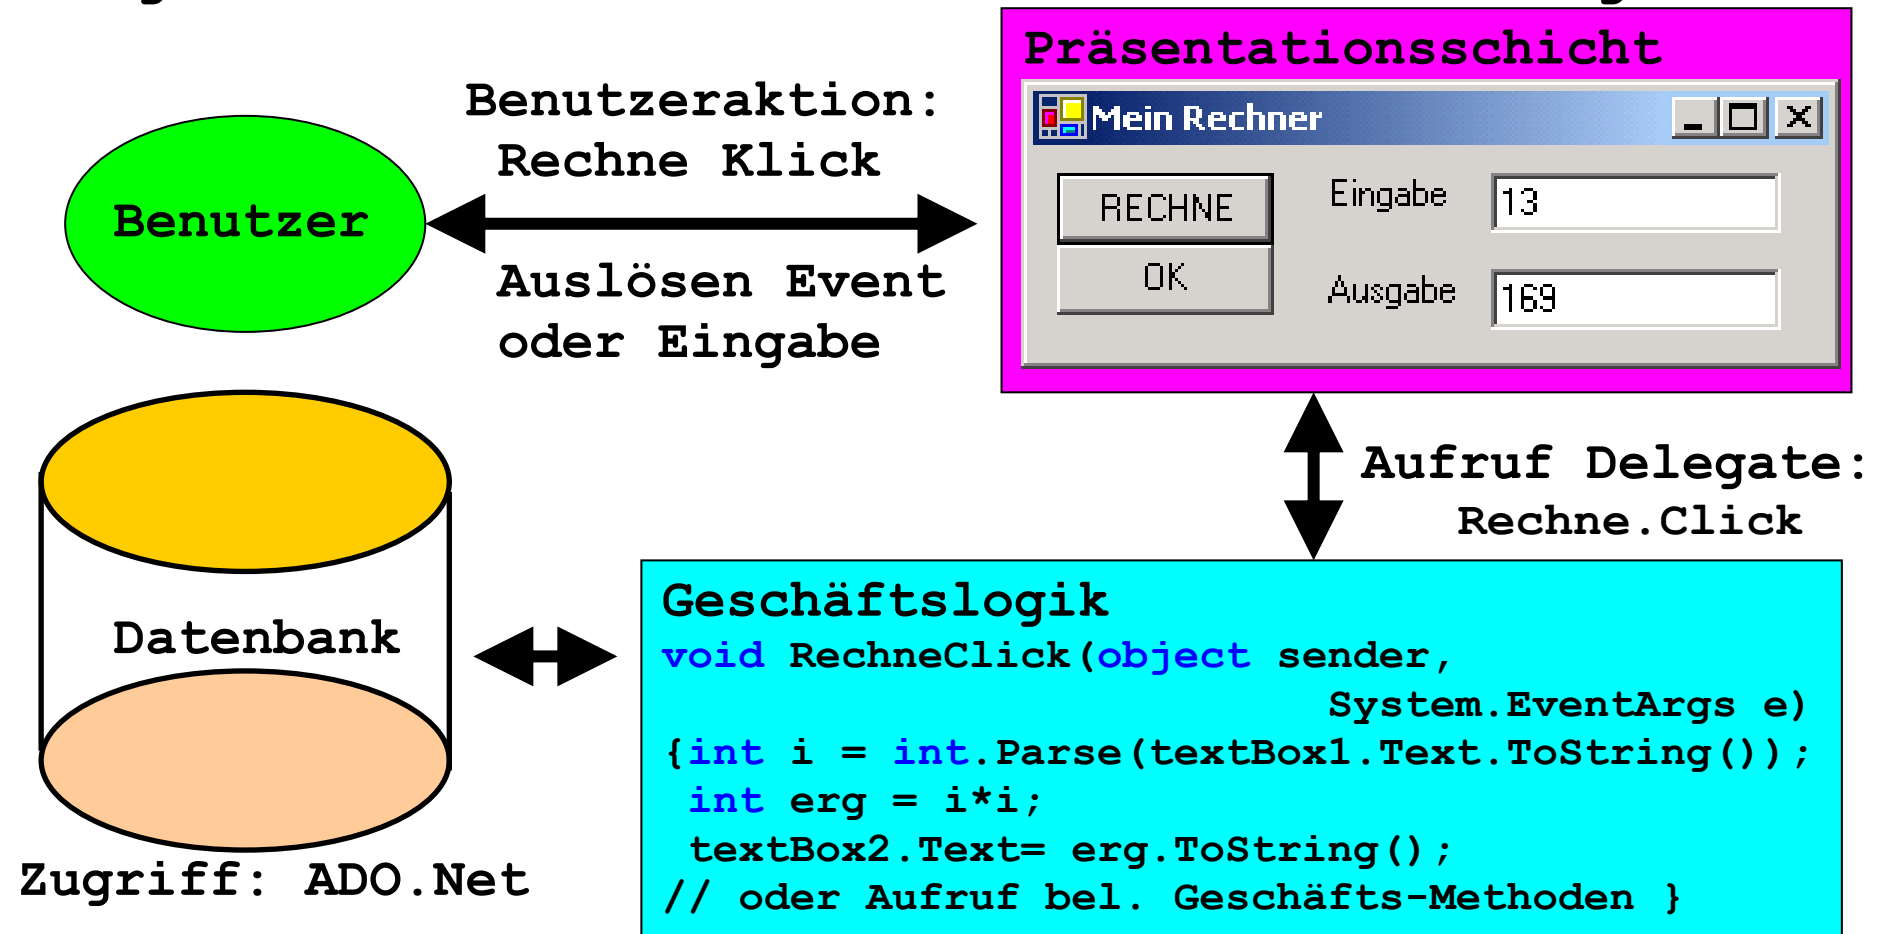 Präsentationsschicht
Mein Rechner
RECHNE
Eingabe
13
OK
Ausgabe
169
Benutzeraktion:
Rechne Klick
Benutzer
Auslösen Event
oder Eingabe
Aufruf Delegate:
Rechne.Click
Datenbank
Zugriff: ADO.Net
Geschäftslogik
void RechneClick(object sender,
System.EventArgs e)
{int i = int.Parse(textBox1.Text.ToString());
int erg = i*i;
textBox2.Text= erg.ToString();
// oder Aufruf bel. Geschäfts-Methoden }